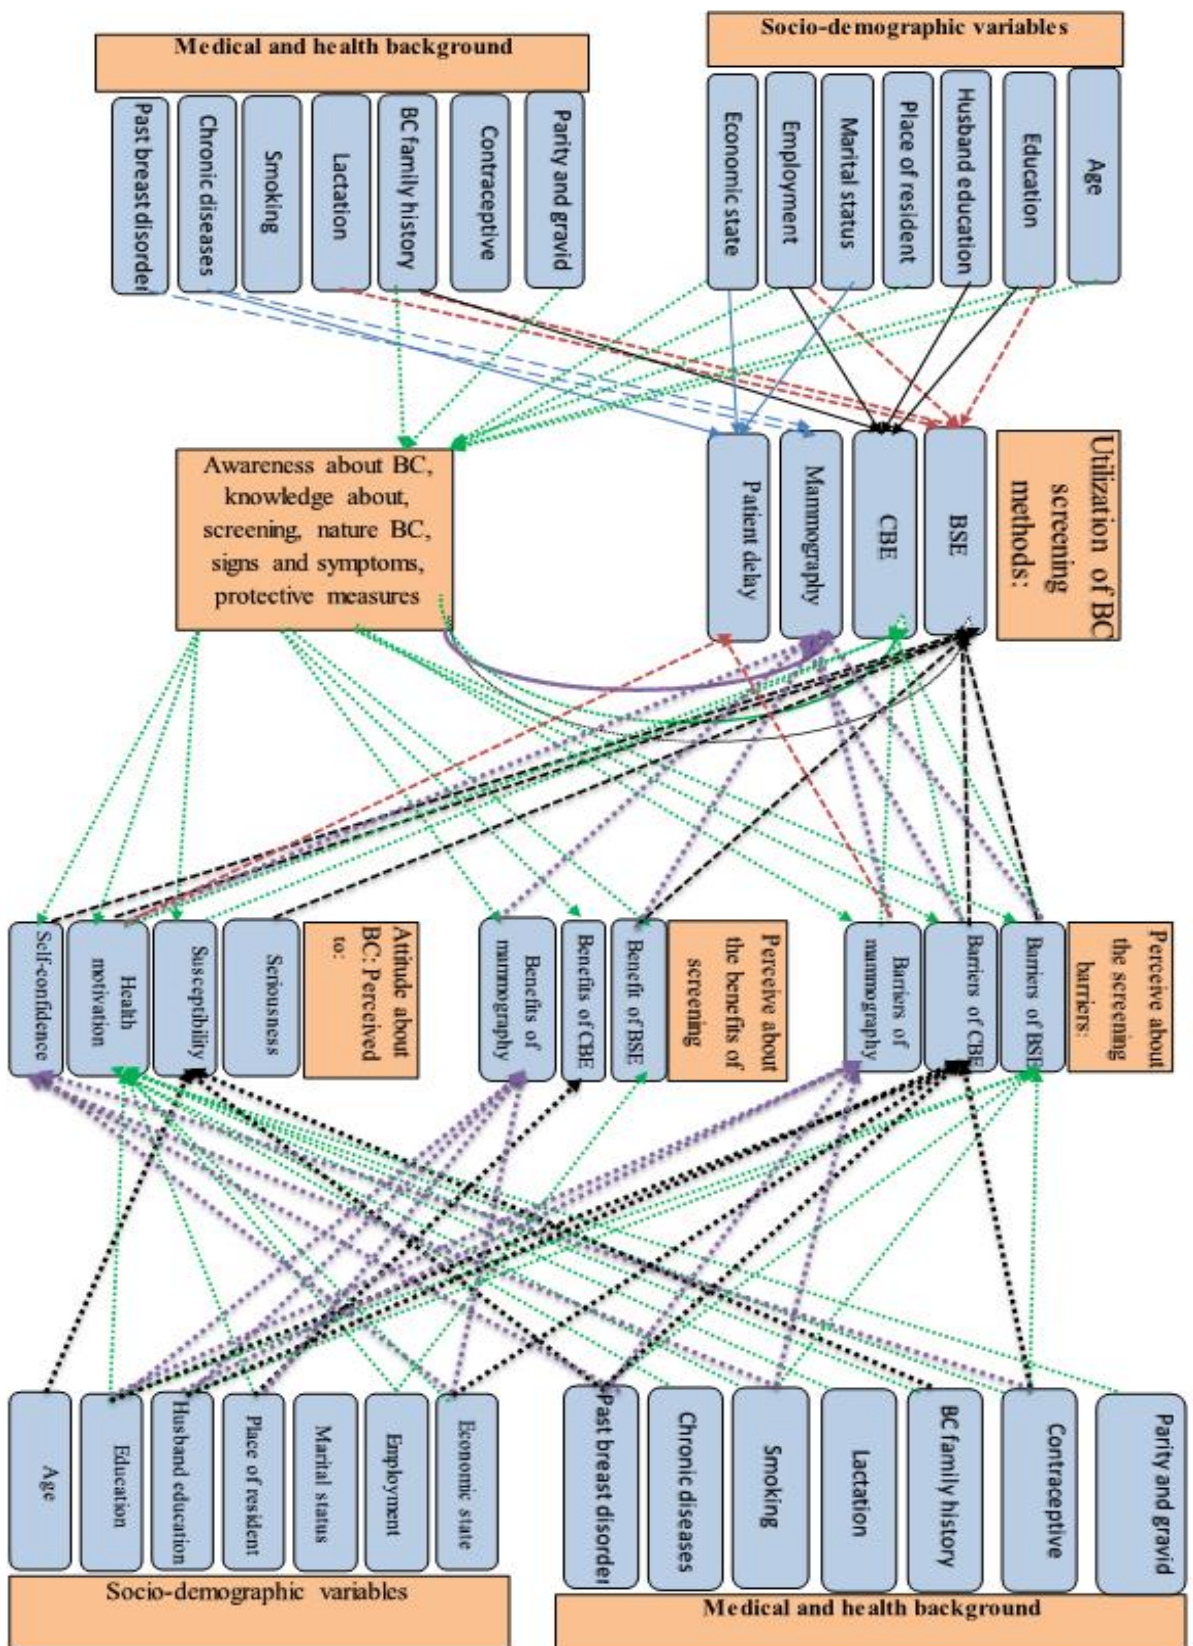 Medical and health background
Socio-demographic variables
Past breast disorder
Chronic diseases
Smoking
Lactation
BC family history
Contraceptive
Parity and gravid
Economic state
Employment
Marital status
Place of resident
Husband education
Education
Age
Awareness about BC,
knowledge about,
screening, nature BC,
signs and symptoms,
protective measures
Patient delay
Mammography
CBE
BSE
Utilization of BC
screening
methods:
Self-confidence
Health
motivation
Susceptibility
Seriousness
Attitude about
BC: Perceived
to:
Benefits of
mammography
Benefits of CBE
Benefit of BSE
Perceive about
the benefits of
screening
Barriers of
mammography
Barriers of CBE
Barriers of BSE
Perceive about
the screening
barriers:
Age
Education
Husband education
Place of resident
Marital status
Employment
Economic state
Past breast disorder
Chronic diseases
Smoking
Lactation
BC family history
Contraceptive
Parity and gravid
Socio-demographic variables
Medical and health background